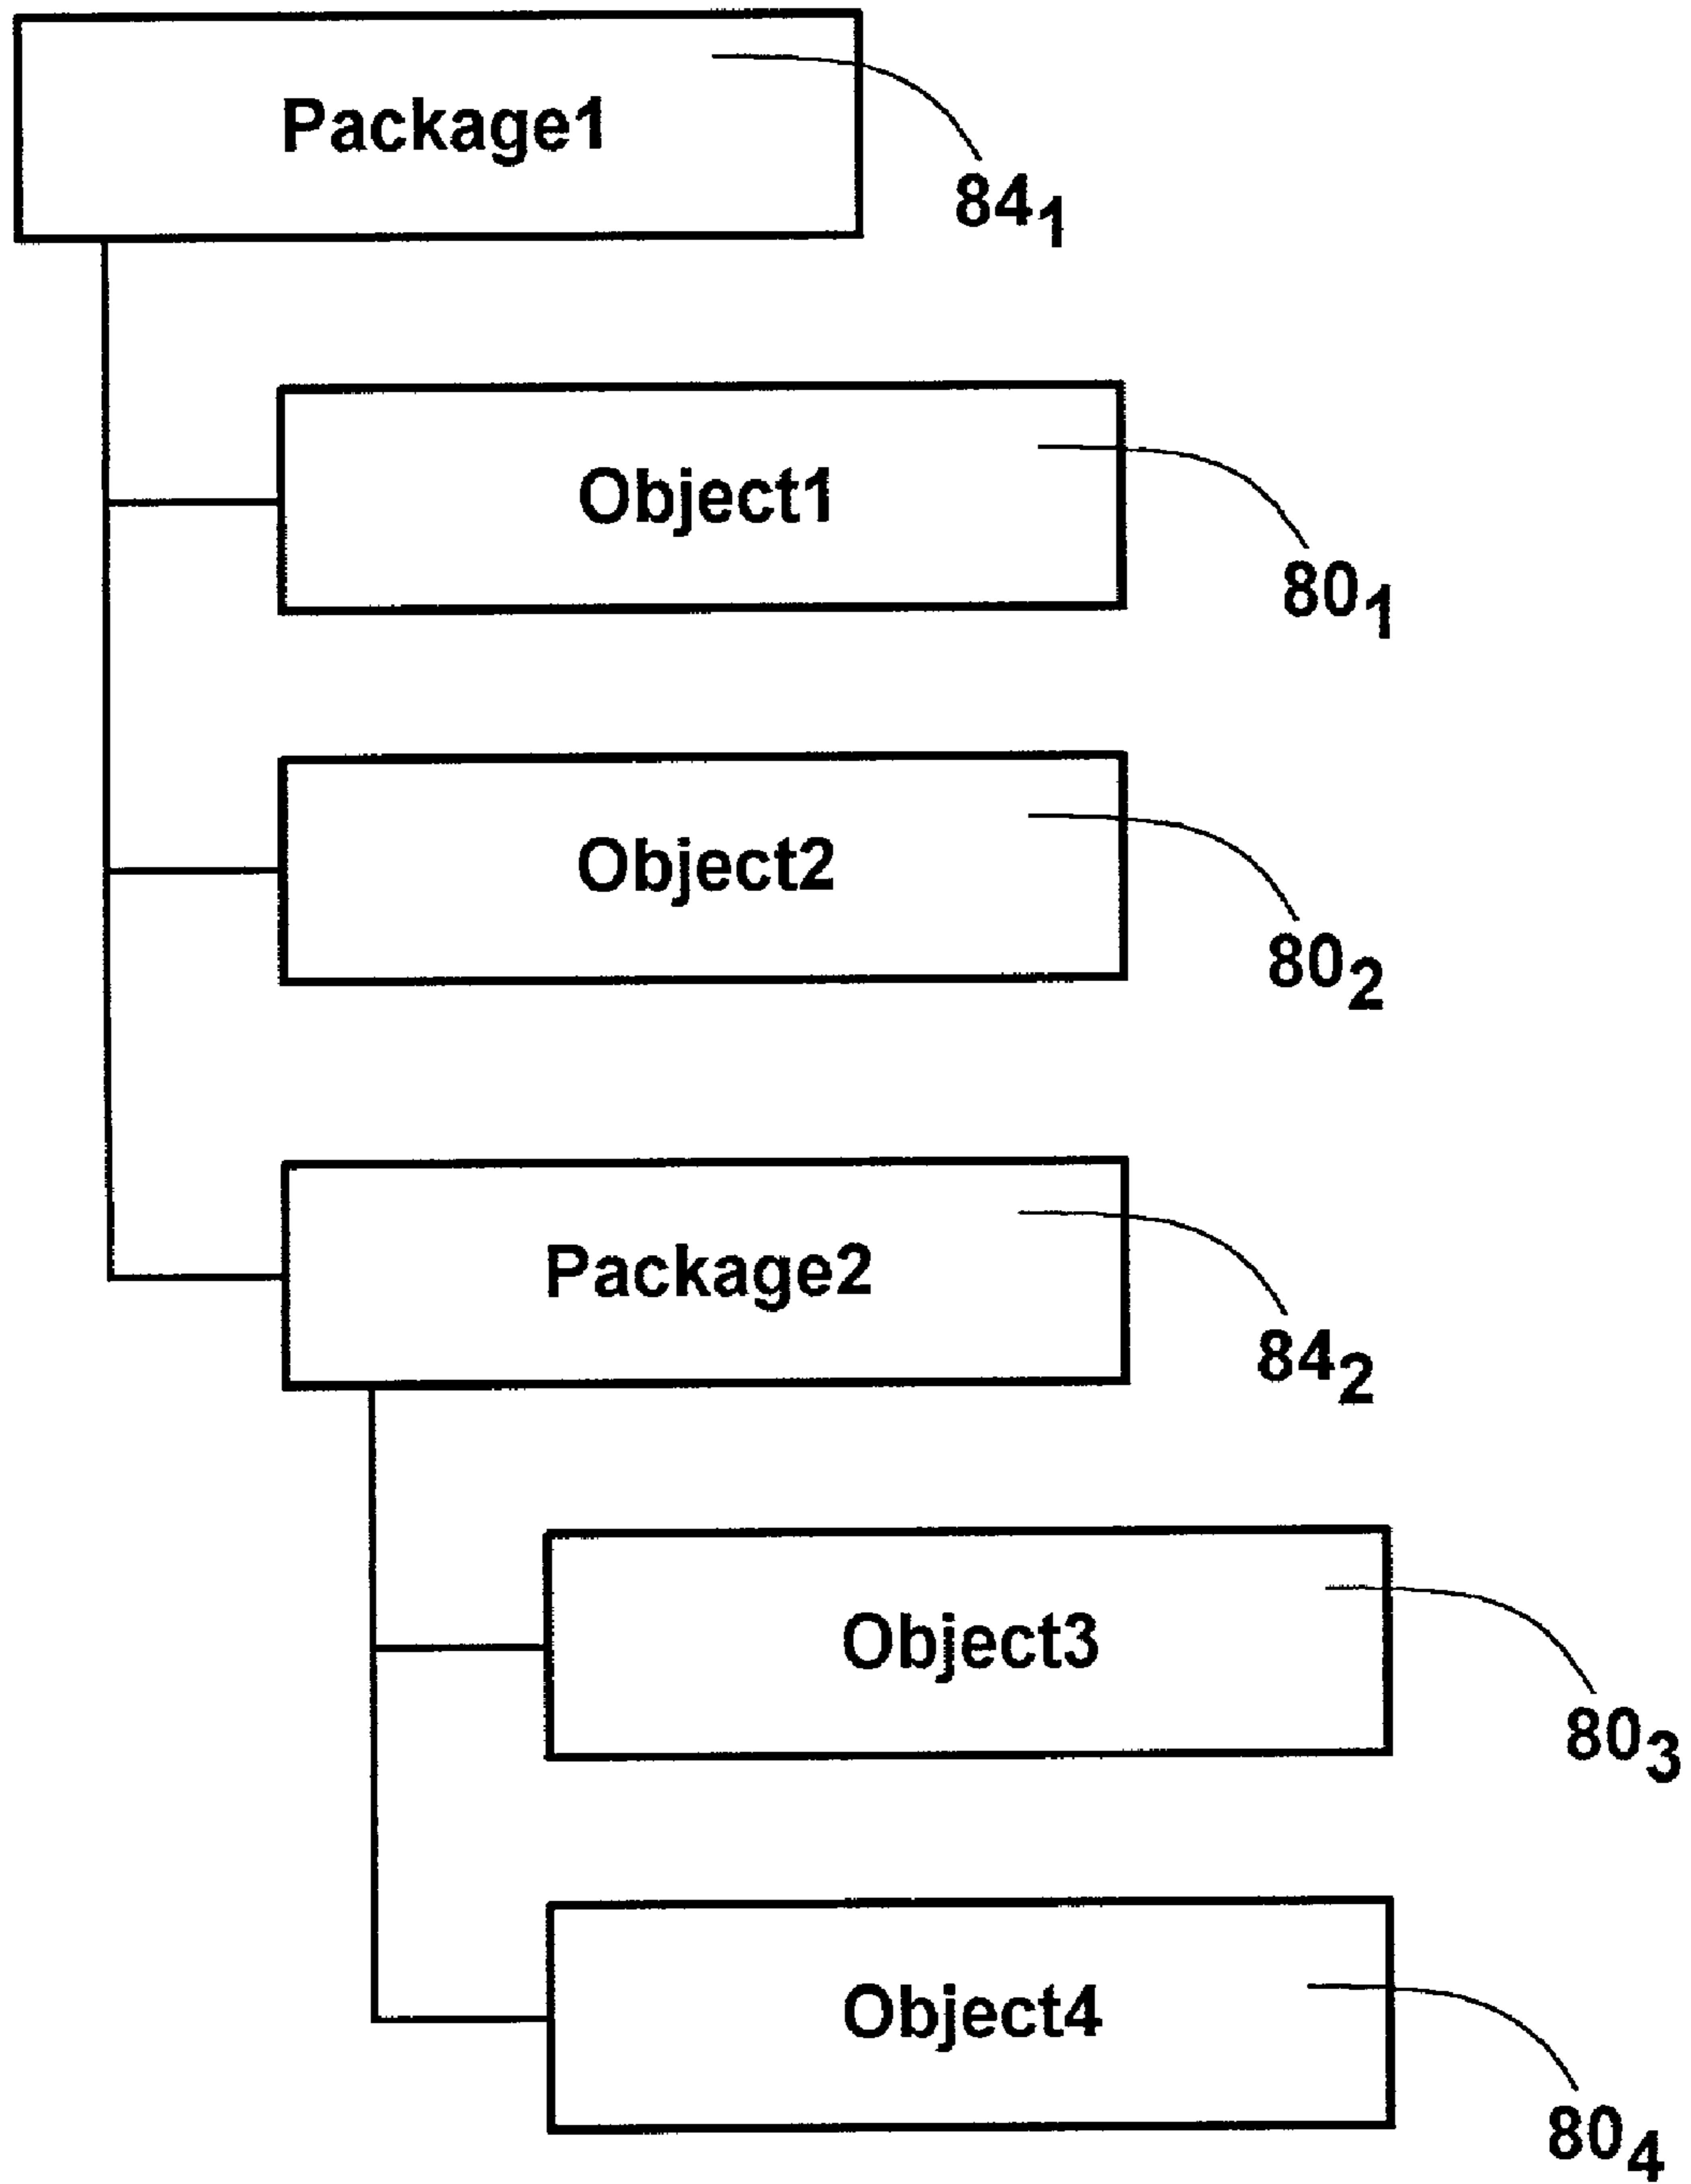 Package1
84₁
Object1
80₁
Object2
80₂
Package2
84₂
Object3
80₃
Object4
80₄